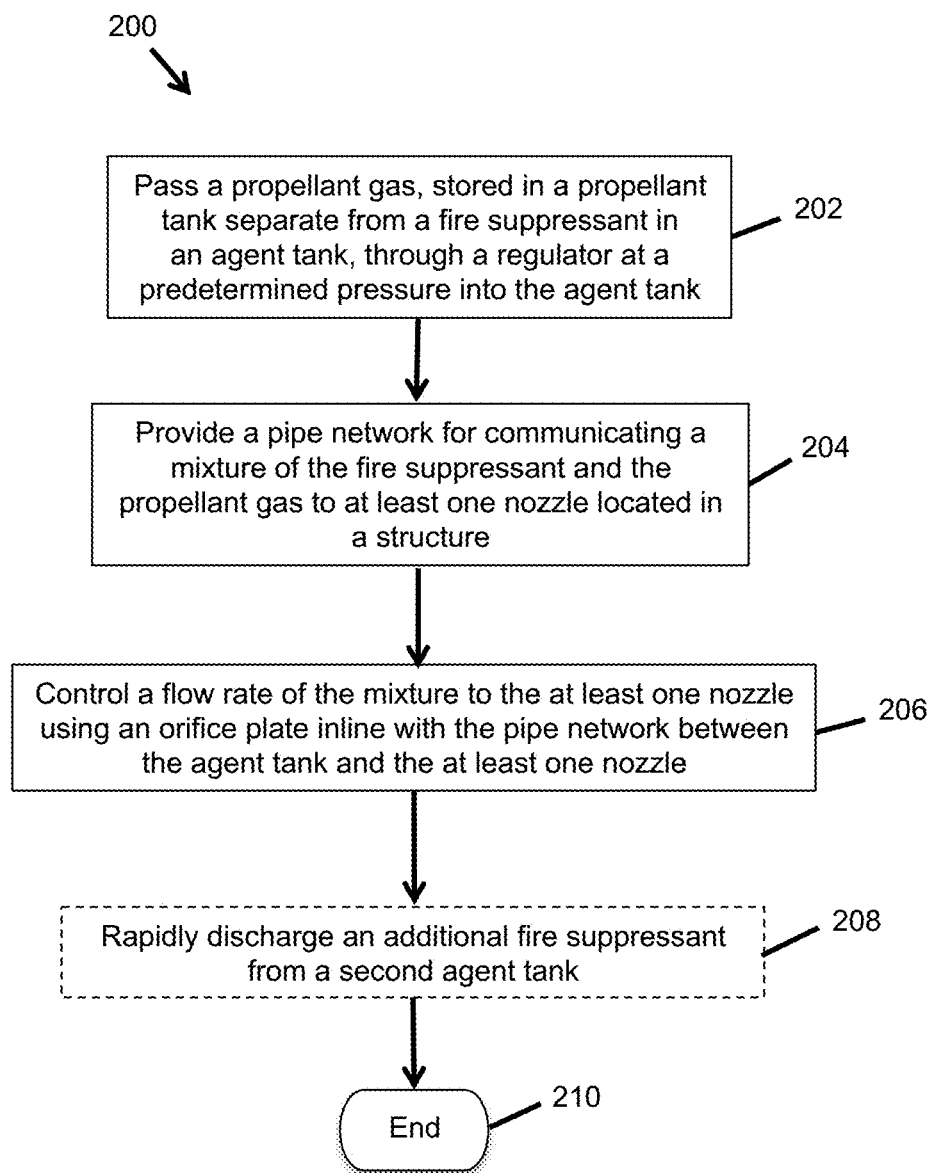 200
Pass a propellant gas, stored in a propellant
tank separate from a fire suppressant in
an agent tank, through a regulator at a
predetermined pressure into the agent tank
202
Provide a pipe network for communicating a
mixture of the fire suppressant and the
propellant gas to at least one nozzle located in
a structure
204
Control a flow rate of the mixture to the at least one nozzle
using an orifice plate inline with the pipe network between
the agent tank and the at least one nozzle
206
Rapidly discharge an additional fire suppressant
from a second agent tank
208
End
210